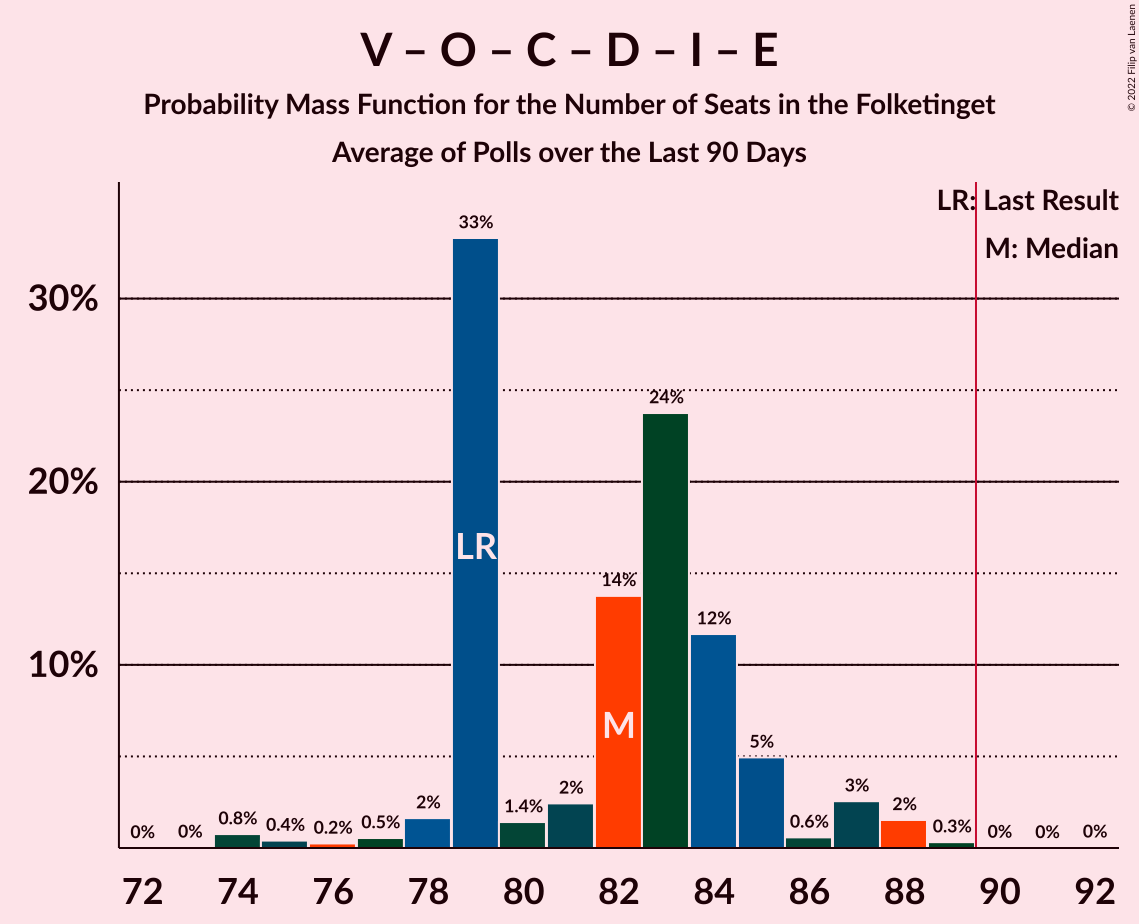 V – O – C – D – I – E
Probability Mass Function for the Number of Seats in the Folketinget
Average of Polls over the Last 90 Days
© 2022 Filip van Laenen
LR: Last Result
M: Median
30%
20%
10%
0%
0%
0.8%
0.4%
0.2%
0.5%
2%
33%
1.4%
2%
14%
24%
12%
5%
0.6%
3%
2%
0.3%
0%
0%
0%
LR
M
72 74 76 78 80 82 84 86 88 90 92